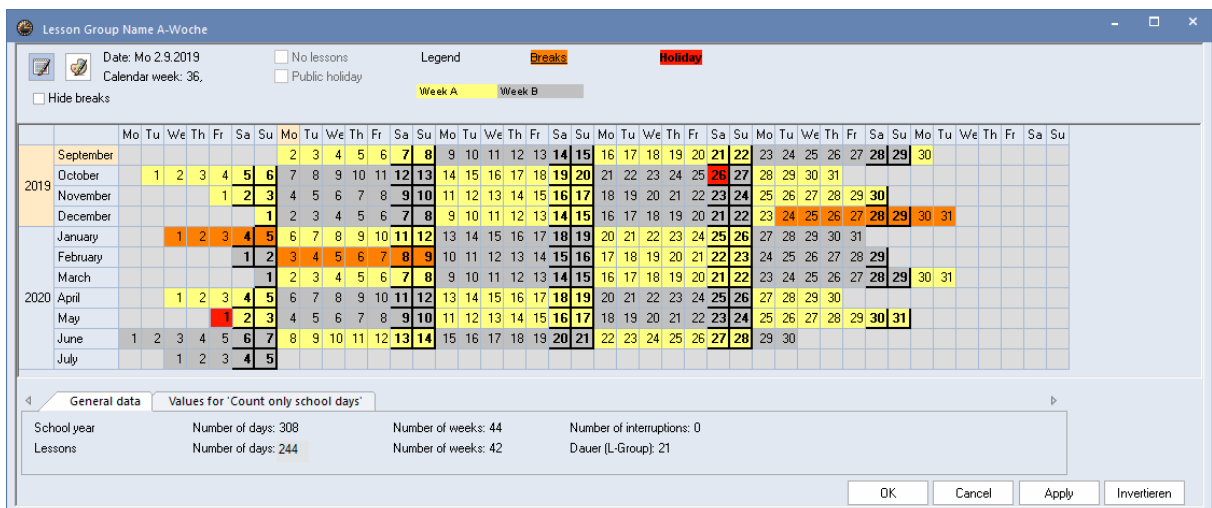 Lesson Group Name A-Woche
Date: Mo 2.9.2019 No lessons Legend Breaks Holiday
Calendar week: 36, Public holiday
Hide breaks Week A Week B
Mo Tu We Th Fr Sa Su Mo Tu We Th Fr Sa Su Mo Tu We Th Fr Sa Su Mo Tu We Th Fr Sa Su Mo Tu We Th Fr Sa Su Mo Tu We Th Fr Sa Su
September 2 3 4 5 6 7 8 9 10 11 12 13 14 15 16 17 18 19 20 21 22 23 24 25 26 27 28 29 30
2019 October 1 2 3 4 5 6 7 8 9 10 11 12 13 14 15 16 17 18 19 20 21 22 23 24 25 26 27 28 29 30 31
November 1 2 3 4 5 6 7 8 9 10 11 12 13 14 15 16 17 18 19 20 21 22 23 24 25 26 27 28 29 30
December 1 2 3 4 5 6 7 8 9 10 11 12 13 14 15 16 17 18 19 20 21 22 23 24 25 26 27 28 29 30 31
January 1 2 3 4 5 6 7 8 9 10 11 12 13 14 15 16 17 18 19 20 21 22 23 24 25 26 27 28 29 30 31
February 1 2 3 4 5 6 7 8 9 10 11 12 13 14 15 16 17 18 19 20 21 22 23 24 25 26 27 28 29
March 1 2 3 4 5 6 7 8 9 10 11 12 13 14 15 16 17 18 19 20 21 22 23 24 25 26 27 28 29 30 31
2020 April 1 2 3 4 5 6 7 8 9 10 11 12 13 14 15 16 17 18 19 20 21 22 23 24 25 26 27 28 29 30
May 1 2 3 4 5 6 7 8 9 10 11 12 13 14 15 16 17 18 19 20 21 22 23 24 25 26 27 28 29 30 31
June 1 2 3 4 5 6 7 8 9 10 11 12 13 14 15 16 17 18 19 20 21 22 23 24 25 26 27 28 29 30
July 1 2 3 4 5
General data Values for 'Count only school days'
School year Number of days: 308 Number of weeks: 44 Number of interruptions: 0
Lessons Number of days: 244 Number of weeks: 42 Dauer (L-Group): 21
OK Cancel Apply Invertieren